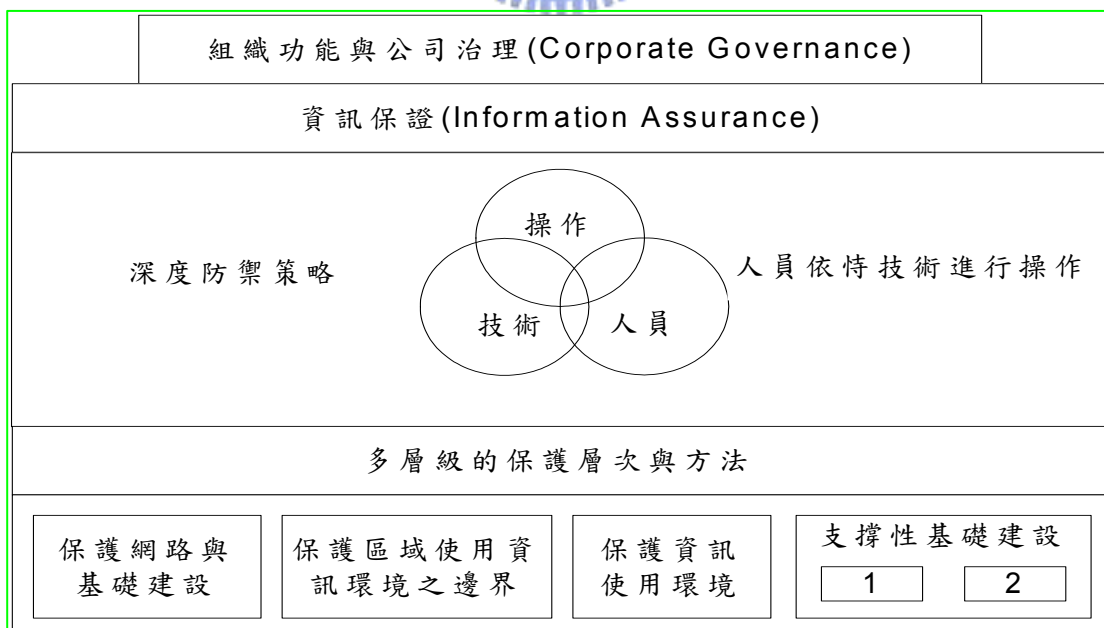 組織功能與公司治理(Corporate Governance)
資訊保證(Information Assurance)
操作
深度防禦策略
人員依恃技術進行操作
技術
人員
多層級的保護層次與方法
保護網路與
基礎建設
保護區域使用資
訊環境之邊界
保護資訊
使用環境
支撐性基礎建設
1
2